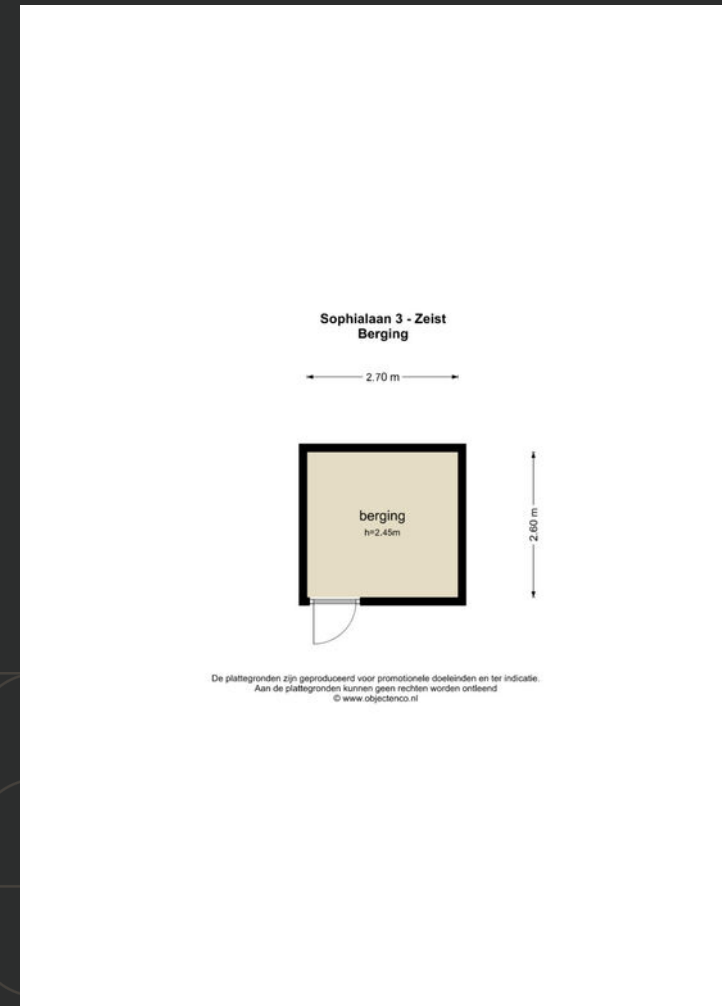 Sophialaan 3 - Zeist
Berging
2.70 m
berging
h=2.45m
2.60 m
De plattegronden zijn geproduceerd voor promotionele doeleinden en ter indicatie.
Aan de plattegronden kunnen geen rechten worden ontleend
© www.objectenco.nl